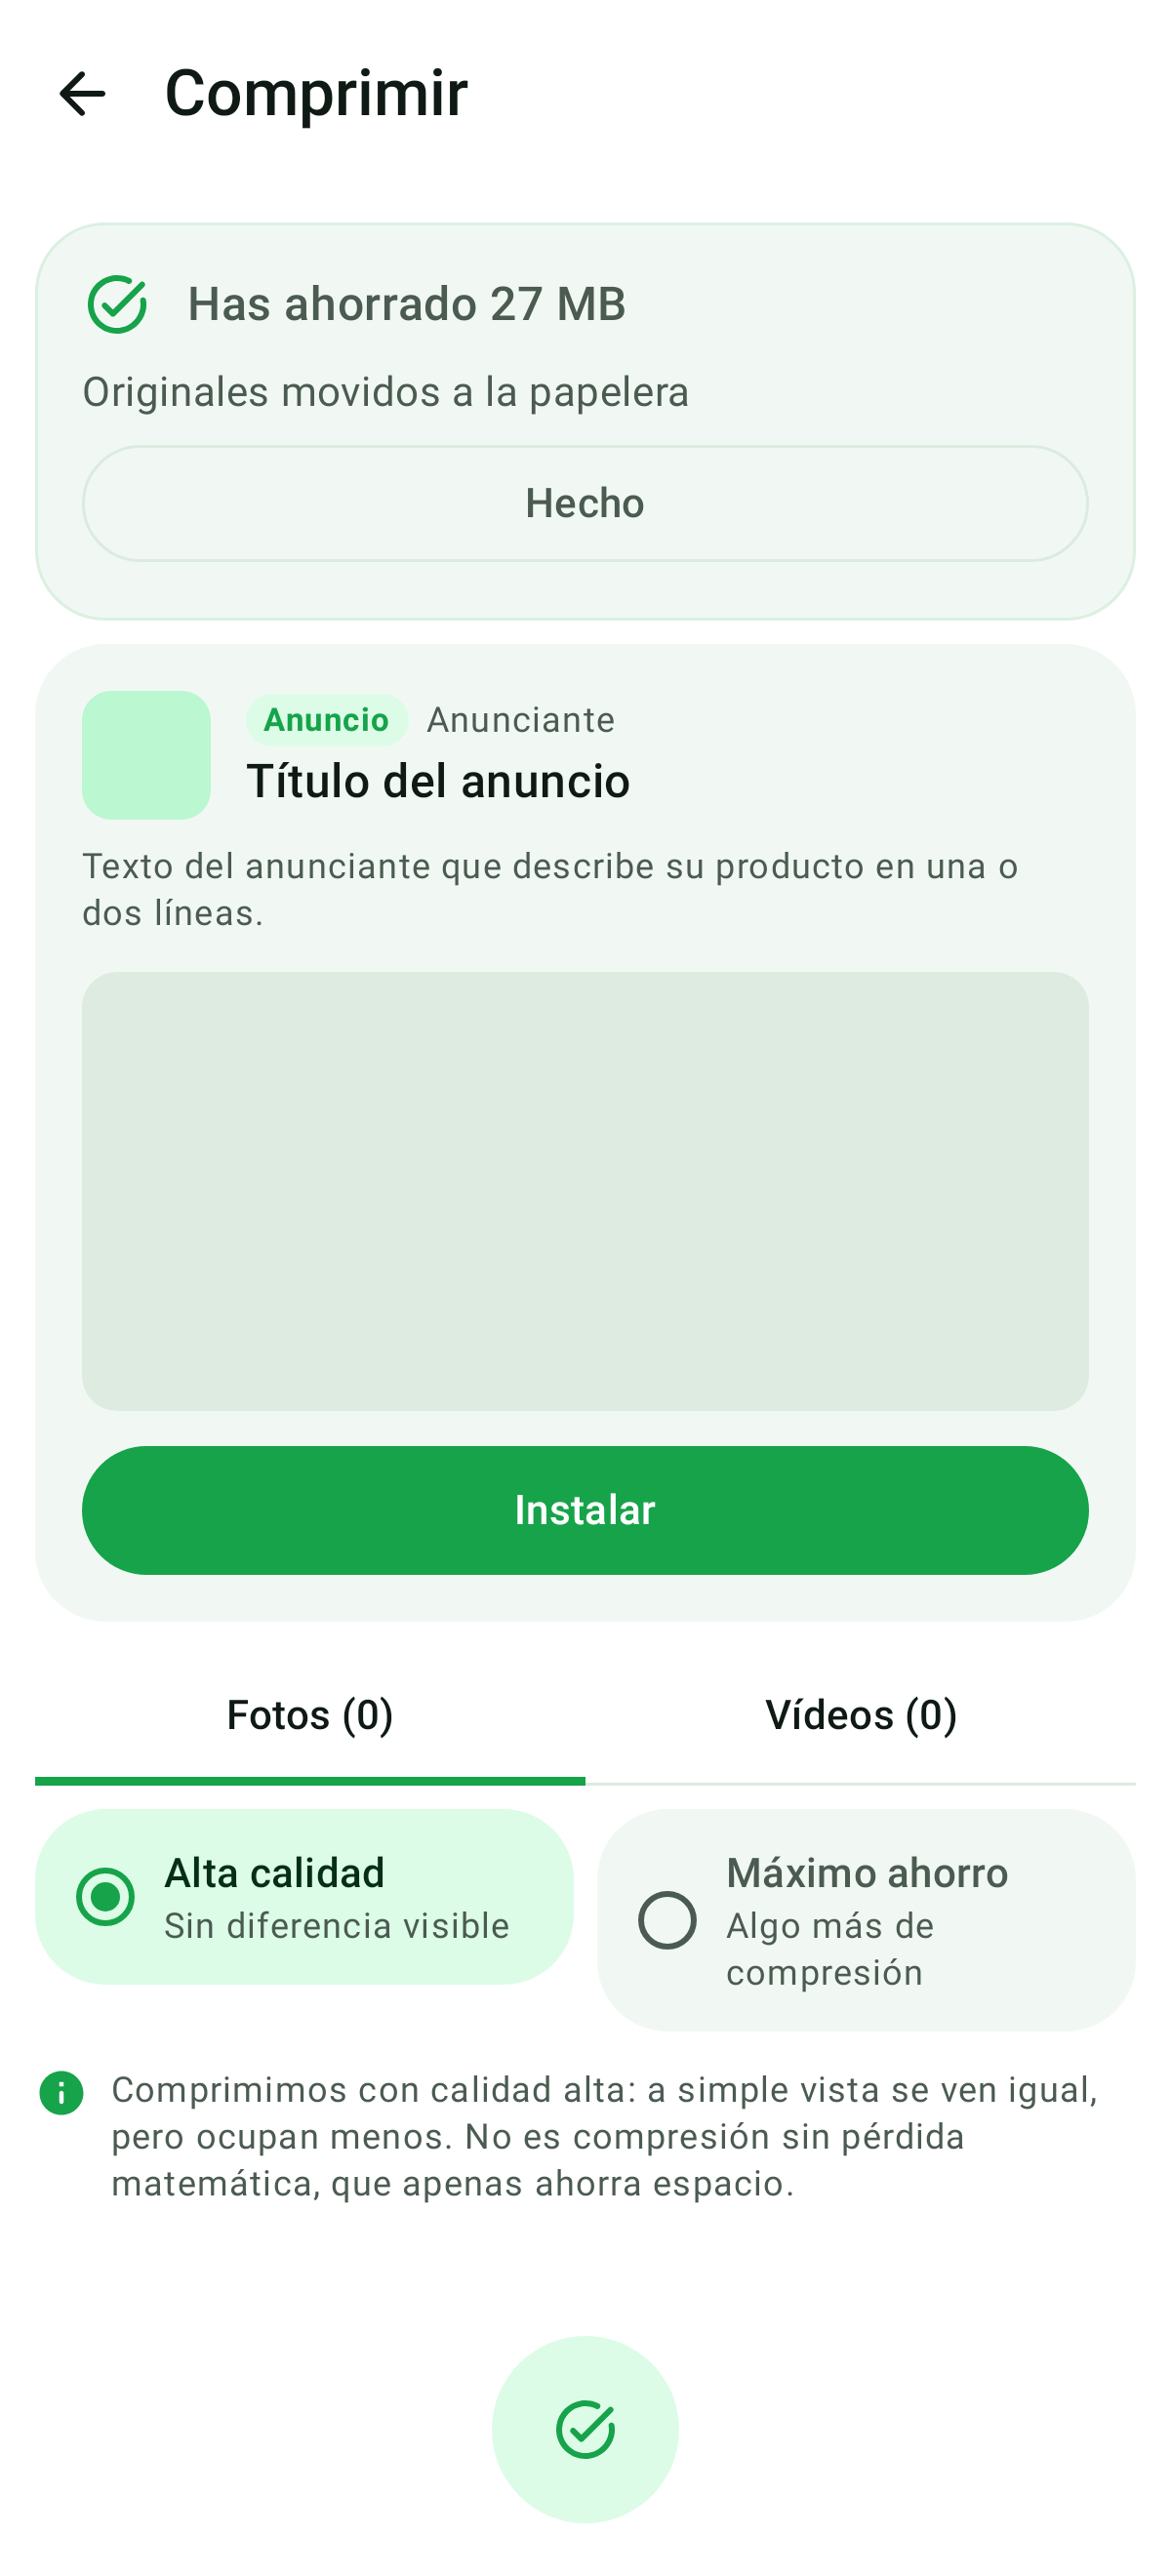 Comprimir
Has ahorrado 27 MB
Originales movidos a la papelera
Hecho
Anuncio Anunciante
Título del anuncio
Texto del anunciante que describe su producto en una o
dos líneas.
Instalar
Fotos (0)
Vídeos (0)
Alta calidad
Sin diferencia visible
Máximo ahorro
Algo más de
compresión
Comprimimos con calidad alta: a simple vista se ven igual,
pero ocupan menos. No es compresión sin pérdida
matemática, que apenas ahorra espacio.